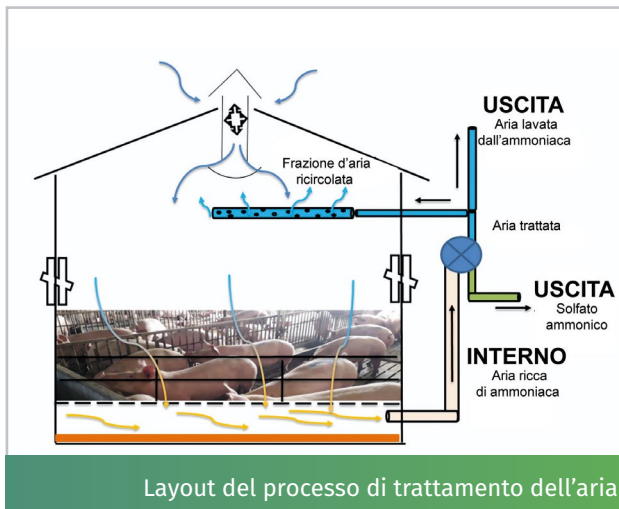 USCITA
Aria lavata
dall'ammoniaca
Frazione d'aria
ricircolata
Aria trattata
USCITA
Solfato
ammonico
INTERNO
Aria ricca
di ammoniaca
Layout del processo di trattamento dell'aria